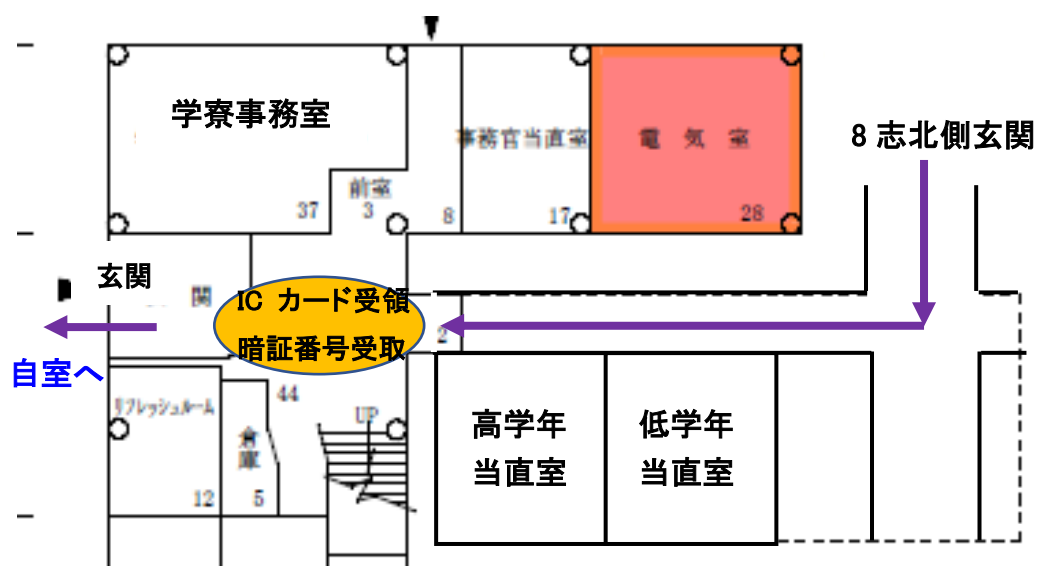 学寮事務室
事務官当直室
電気室
8 志北側玄関
前室
37
3
8
17
28
玄関
関
IC カード受領
暗証番号受取
2
自室へ
リフレッシュルーム
44
UP
倉庫
高学年
当直室
低学年
当直室
12
5